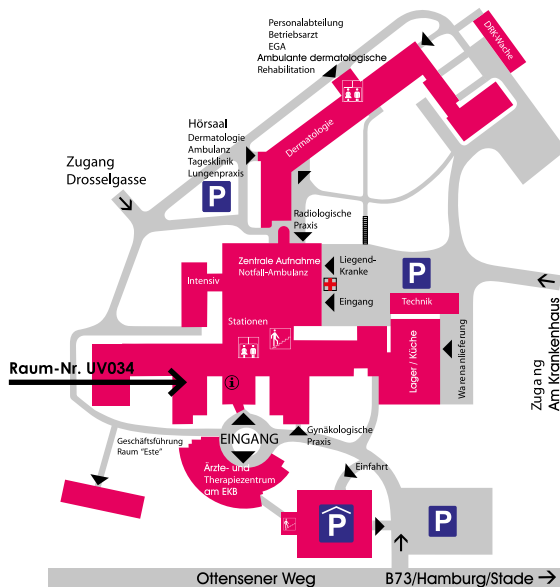 Personalabteilung
Betriebsarzt
EGA
Ambulante dermatologische
Rehabilitation
DRK-Wache
Hörsaal
Dermatologie
Ambulanz
Tagesklinik
Lungenpraxis
Dermatologie
Zugang
Drosselgasse
P
Radiologische
Praxis
Zentrale Aufnahme
Notfall-Ambulanz
Liegend-
Kranke
P
Intensiv
Eingang
Technik
Stationen
Zugang
Am Krankenhaus
Lager / Küche
Warenanlieferung
Raum-Nr. UV034
i
Geschäftsführung
Raum "Este"
EINGANG
Gynäkologische
Praxis
Ärzte- und
Therapiezentrum
am EKB
Einfahrt
P
P
Ottensener Weg
B73/Hamburg/Stade